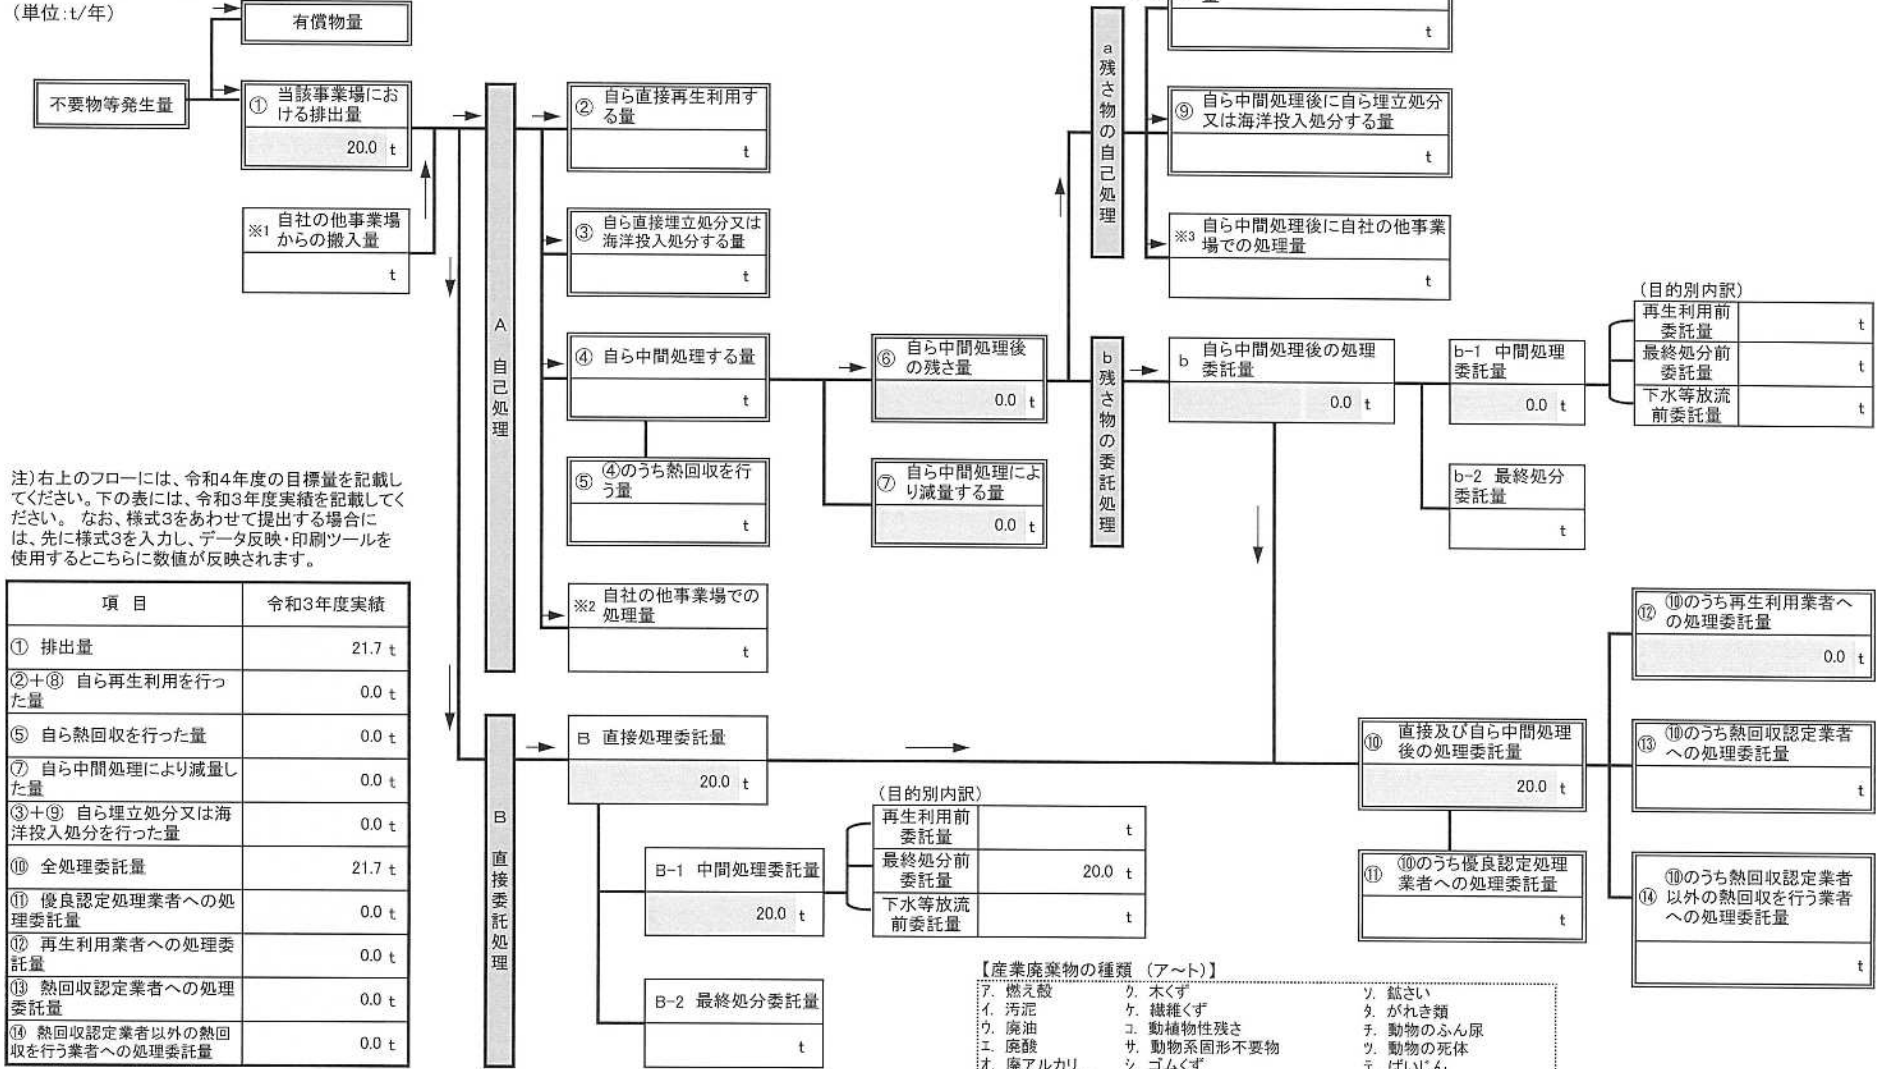 (単位:t/年)
有償物量
不要物等発生量
① 当該事業場にお
ける排出量
20.0 t
※1 自社の他事業場
からの搬入量
t
A 自己処理
② 自ら直接再生利用す
る量
t
③ 自ら直接埋立処分又は
海洋投入処分する量
t
④ 自ら中間処理する量
t
⑤ ④のうち熱回収を行
う量
t
※2 自社の他事業場での
処理量
t
⑥ 自ら中間処理後
の残さ量
0.0 t
⑦ 自ら中間処理によ
り減量する量
0.0 t
a 残さ物の自己処理
t
⑨ 自ら中間処理後に自ら埋立処分
又は海洋投入処分する量
t
※3 自ら中間処理後に自社の他事業
場での処理量
t
b 残さ物の委託処理
b 自ら中間処理後の処理
委託量
0.0 t
b-1 中間処理
委託量
0.0 t
(目的別内訳)
再生利用前
委託量
t
最終処分前
委託量
t
下水等放流
前委託量
t
b-2 最終処分
委託量
t
注)右上のフローには、令和4年度の目標量を記載し
てください。下の表には、令和3年度実績を記載してく
ださい。 なお、様式3をあわせて提出する場合に
は、先に様式3を入力し、データ反映・印刷ツールを
使用するとこちらに数値が反映されます。
項 目 令和3年度実績
① 排出量 21.7 t
②+⑧ 自ら再生利用を行っ
た量 0.0 t
⑤ 自ら熱回収を行った量 0.0 t
⑦ 自ら中間処理により減量し
た量 0.0 t
③+⑨ 自ら埋立処分又は海
洋投入処分を行った量 0.0 t
⑩ 全処理委託量 21.7 t
⑪ 優良認定処理業者への処
理委託量 0.0 t
⑫ 再生利用業者への処理委
託量 0.0 t
⑬ 熱回収認定業者への処理
委託量 0.0 t
⑭ 熱回収認定業者以外の熱回
収を行う業者への処理委託量 0.0 t
B 直接委託処理
B 直接処理委託量
20.0 t
B-1 中間処理委託量
20.0 t
(目的別内訳)
再生利用前
委託量
t
最終処分前
委託量
20.0 t
下水等放流
前委託量
t
B-2 最終処分委託量
t
⑩ 直接及び自ら中間処理
後の処理委託量
20.0 t
⑪ ⑩のうち優良認定処理
業者への処理委託量
t
⑫ ⑩のうち再生利用業者へ
の処理委託量
0.0 t
⑬ ⑩のうち熱回収認定業者
への処理委託量
t
⑭ ⑩のうち熱回収認定業者
以外の熱回収を行う業者
への処理委託量
t
【産業廃棄物の種類 (ア~ト)】
ア. 燃え殻 ク. 木くず ソ. 鉱さい
イ. 汚泥 ケ. 繊維くず タ. がれき類
ウ. 廃油 コ. 動植物性残さ チ. 動物のふん尿
エ. 廃酸 サ. 動物系固形不要物 ツ. 動物の死体
オ. 廃アルカリ シ. ゴムくず テ. ばいじん